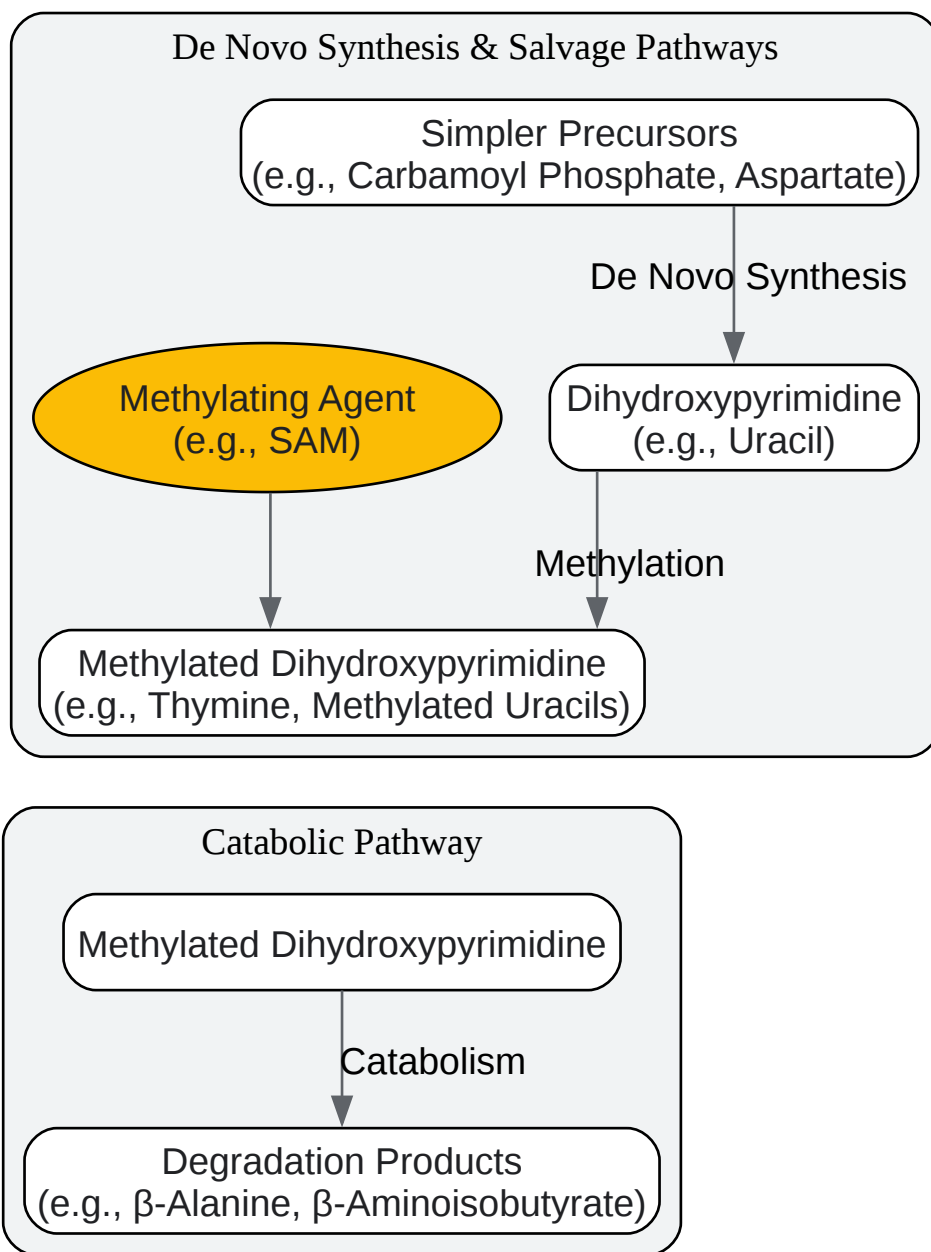 De Novo Synthesis & Salvage Pathways
Simpler Precursors
(e.g., Carbamoyl Phosphate, Aspartate)
De Novo Synthesis
Methylating Agent
(e.g., SAM)
Dihydroxypyrimidine
(e.g., Uracil)
Methylation
Methylated Dihydroxypyrimidine
(e.g., Thymine, Methylated Uracils)
Catabolic Pathway
Methylated Dihydroxypyrimidine
Catabolism
Degradation Products
(e.g., β-Alanine, β-Aminoisobutyrate)